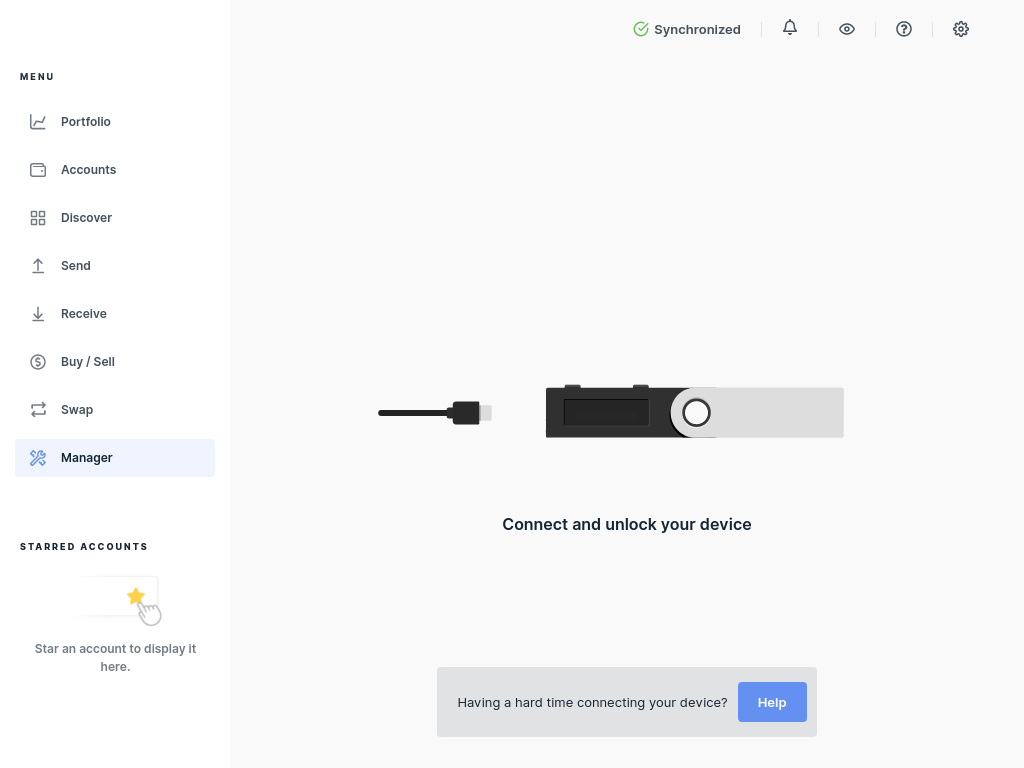 Synchronized
MENU
Portfolio
Accounts
Discover
Send
Receive
Buy / Sell
Swap
Manager
STARRED ACCOUNTS
Star an account to display it
here.
Connect and unlock your device
Having a hard time connecting your device?
Help